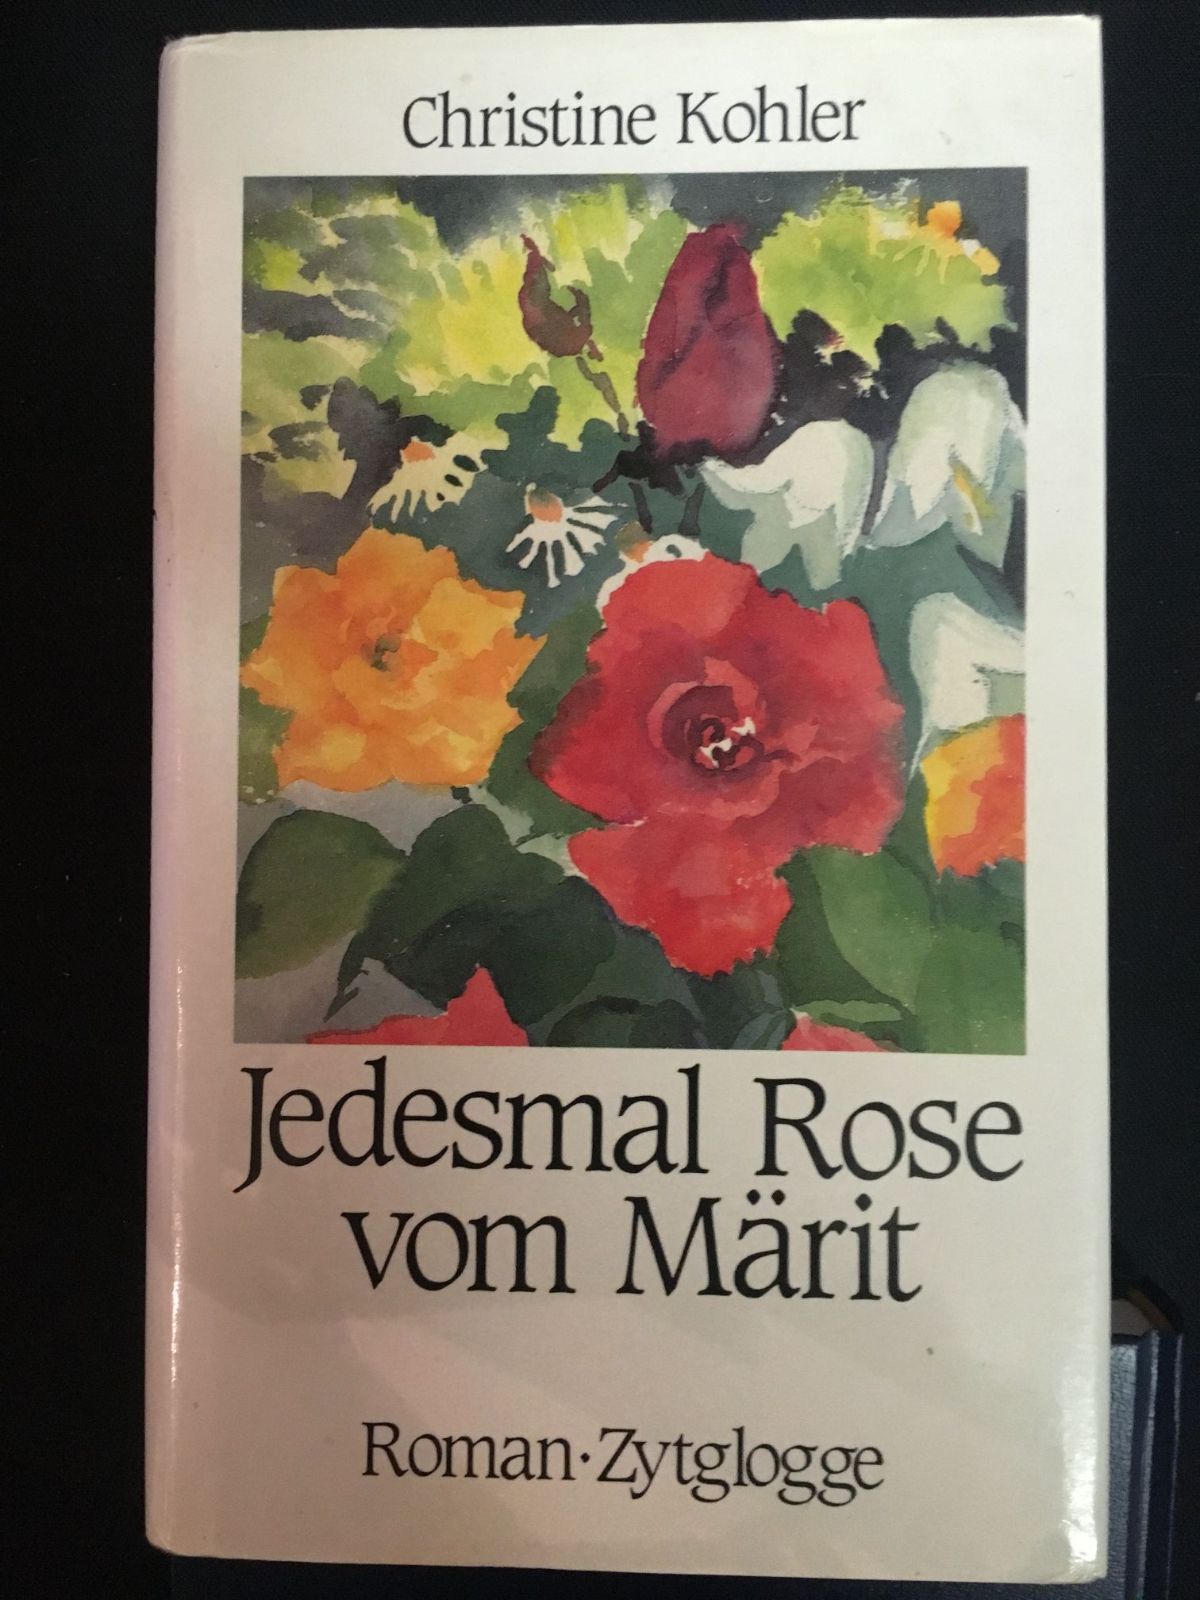 Christine Kohler
Jedesmal Rose
vom Märit
Roman · Zytglogge